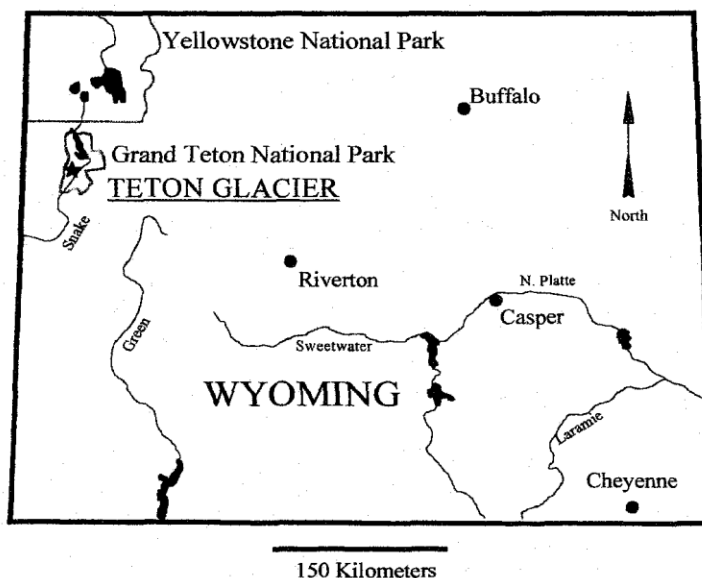 Yellowstone National Park
Buffalo
Grand Teton National Park
TETON GLACIER
North
Snake
Riverton
N. Platte
Casper
Green
Sweetwater
WYOMING
Laramie
Cheyenne
150 Kilometers